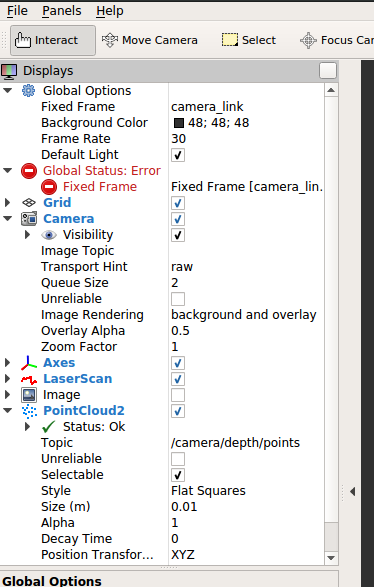 File Panels Help
Interact Move Camera Select Focus Cam
Displays
Global Options
Fixed Frame camera_link
Background Color 48; 48; 48
Frame Rate 30
Default Light
Global Status: Error
Fixed Frame Fixed Frame [camera_lin...
Grid
Camera
Visibility
Image Topic
Transport Hint raw
Queue Size 2
Unreliable
Image Rendering background and overlay
Overlay Alpha 0.5
Zoom Factor 1
Axes
LaserScan
Image
PointCloud2
Status: Ok
Topic /camera/depth/points
Unreliable
Selectable
Style Flat Squares
Size (m) 0.01
Alpha 1
Decay Time 0
Position Transfor... XYZ
Global Options